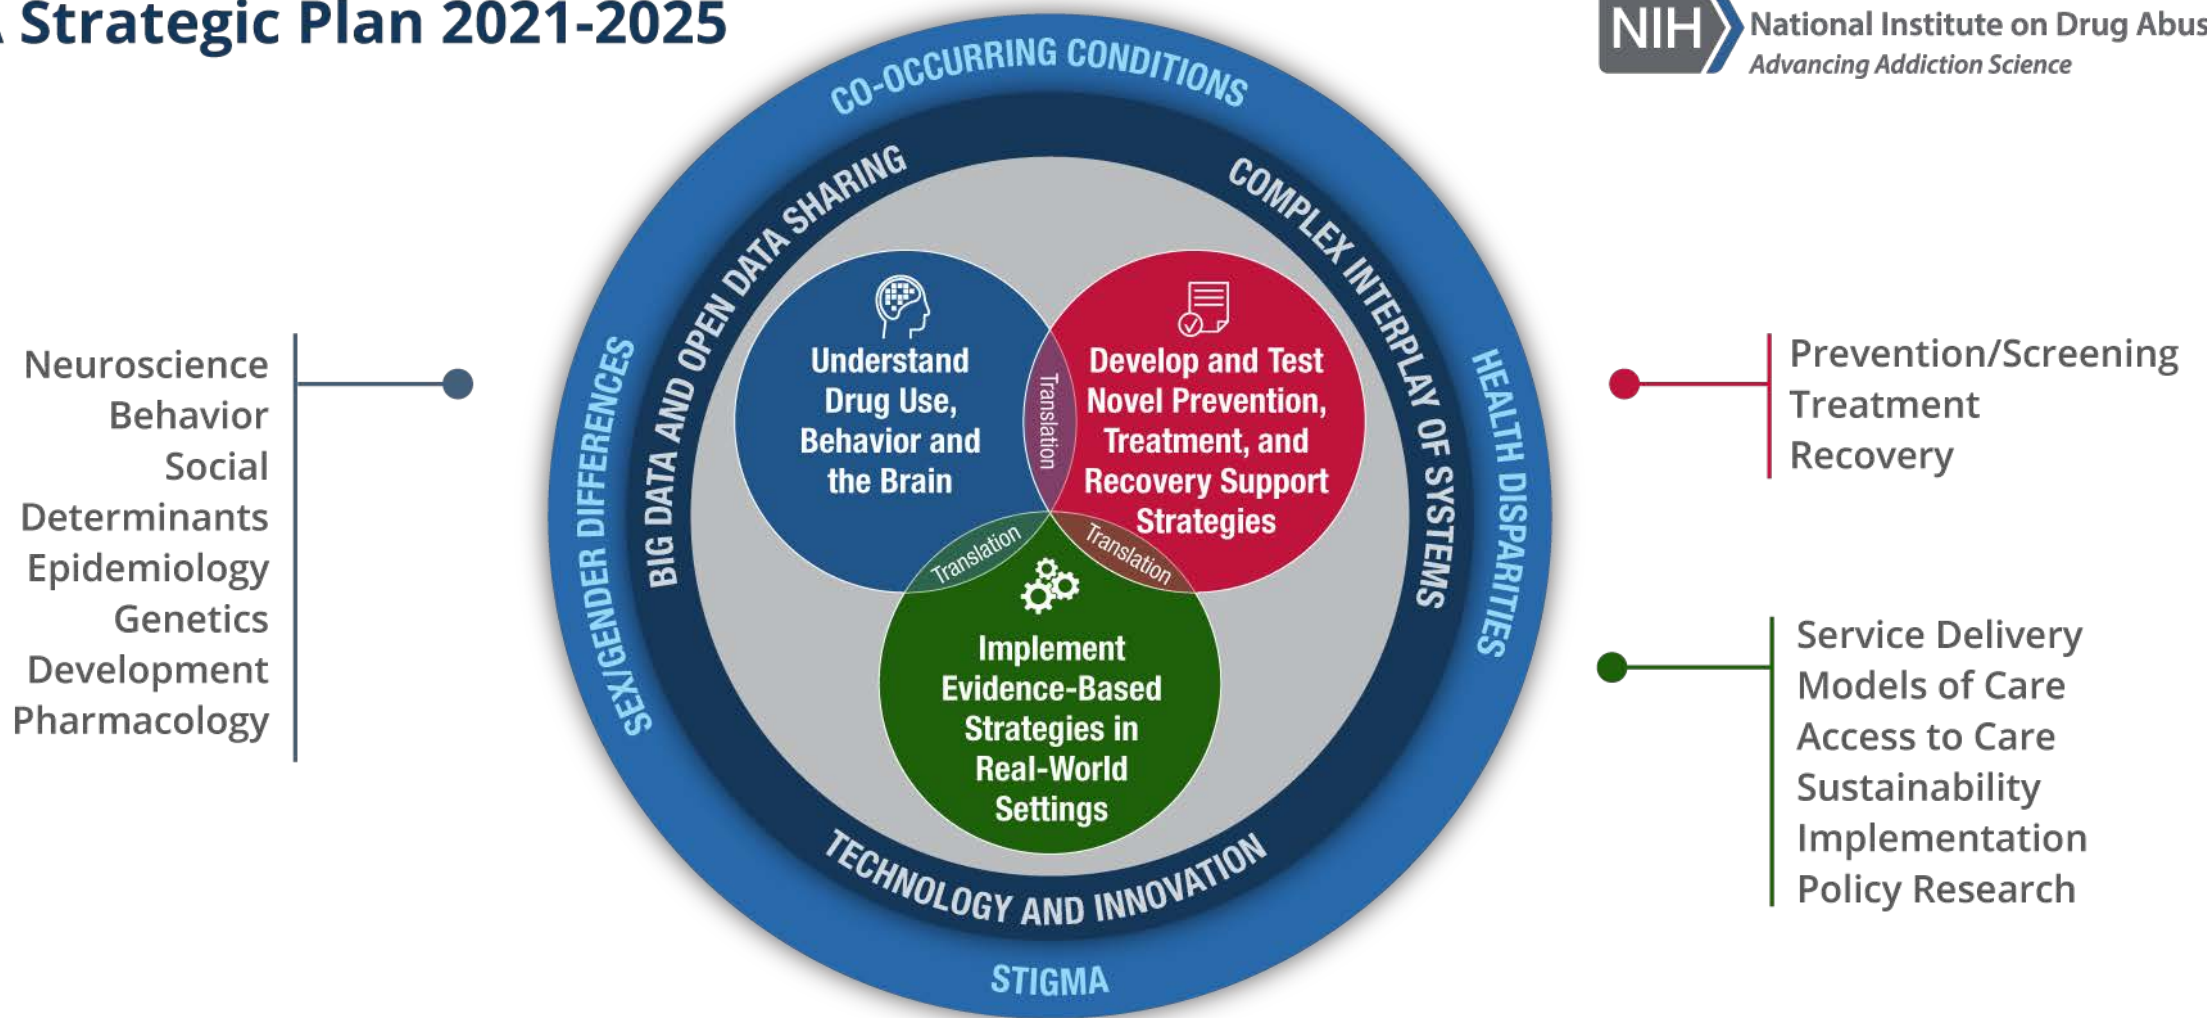 A Strategic Plan 2021-2025
NIH
National Institute on Drug Abus
Advancing Addiction Science
CO-OCCURRING CONDITIONS
BIG DATA AND OPEN DATA SHARING
COMPLEX INTERPLAY OF SYSTEMS
SEX/GENDER DIFFERENCES
HEALTH DISPARITIES
Neuroscience
Behavior
Social
Determinants
Epidemiology
Genetics
Development
Pharmacology
Understand
Drug Use,
Behavior and
the Brain
Translation
Develop and Test
Novel Prevention,
Treatment, and
Recovery Support
Strategies
Translation
Translation
Implement
Evidence-Based
Strategies in
Real-World
Settings
Prevention/Screening
Treatment
Recovery
Service Delivery
Models of Care
Access to Care
Sustainability
Implementation
Policy Research
TECHNOLOGY AND INNOVATION
STIGMA